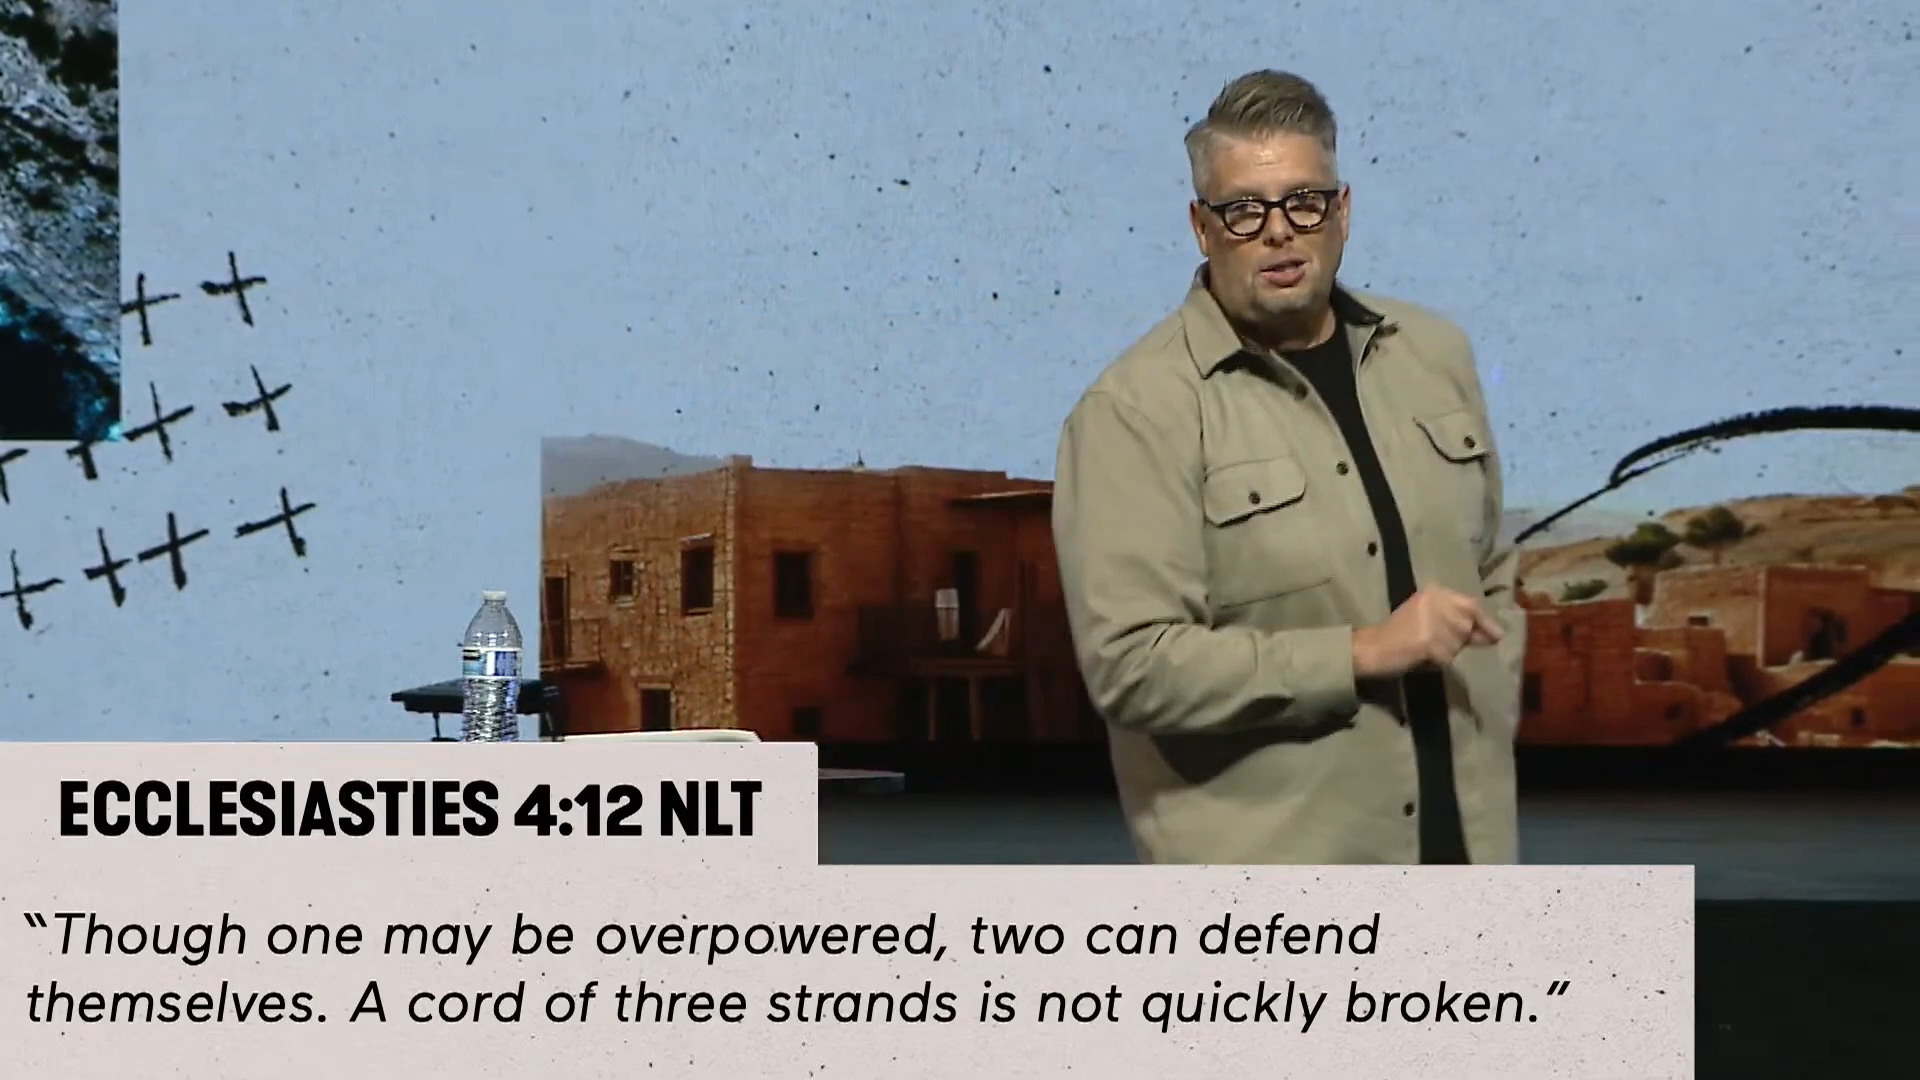 ECCLESIASTIES 4:12 NLT
“Though one may be overpowered, two can defend
themselves. A cord of three strands is not quickly broken.”